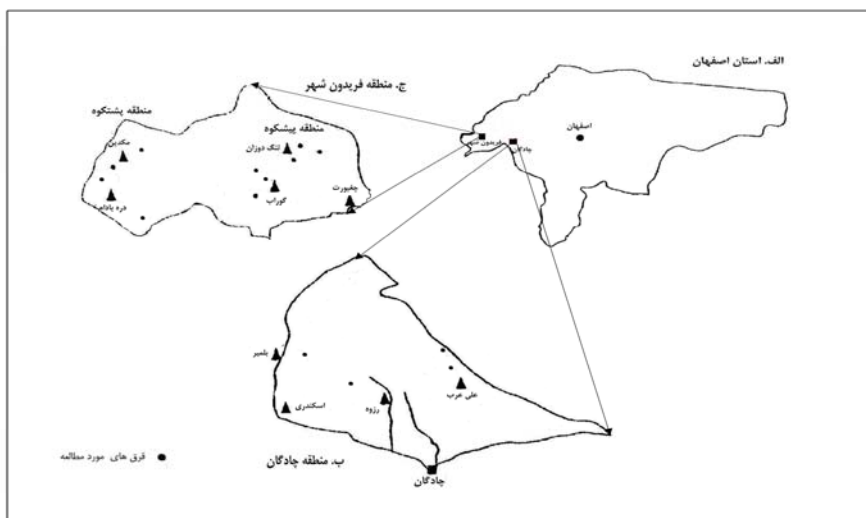 الف. استان اصفهان
ج. منطقه فریدون شهر
منطقه پشتکوه
منطقه پیشکوه
مکدین
تنگ دوزان
اصفهان
فریدون شهر
چادگان
چقیورت
گوراب
دره بادام
بلمیر
علی عرب
اسکندری
رزوه
ب. منطقه چادگان
قرق های مورد مطالعه
چادگان